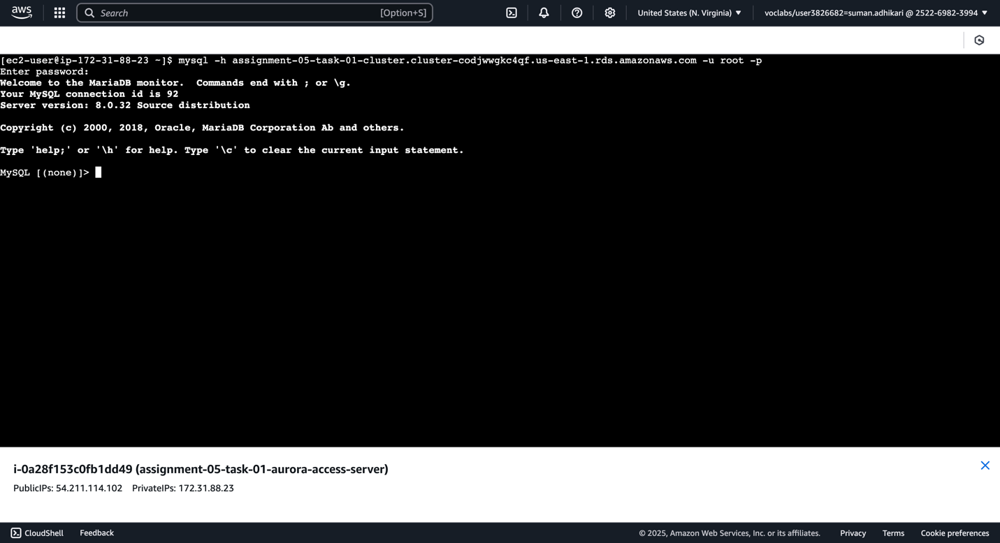 aws
Search [Option+S]
United States (N. Virginia)
voclabs/user3826682=suman.adhikari @ 2522-6982-3994
[ec2-user@ip-172-31-88-23 ~]$ mysql -h assignment-05-task-01-cluster.cluster-codjwwgkc4qf.us-east-1.rds.amazonaws.com -u root -p
Enter password:
Welcome to the MariaDB monitor.  Commands end with ; or \g.
Your MySQL connection id is 92
Server version: 8.0.32 Source distribution
Copyright (c) 2000, 2018, Oracle, MariaDB Corporation Ab and others.
Type 'help;' or '\h' for help. Type '\c' to clear the current input statement.
MySQL [(none)]>
i-0a28f153c0fb1dd49 (assignment-05-task-01-aurora-access-server)
PublicIPs: 54.211.114.102 PrivateIPs: 172.31.88.23
CloudShell Feedback © 2025, Amazon Web Services, Inc. or its affiliates. Privacy Terms Cookie preferences